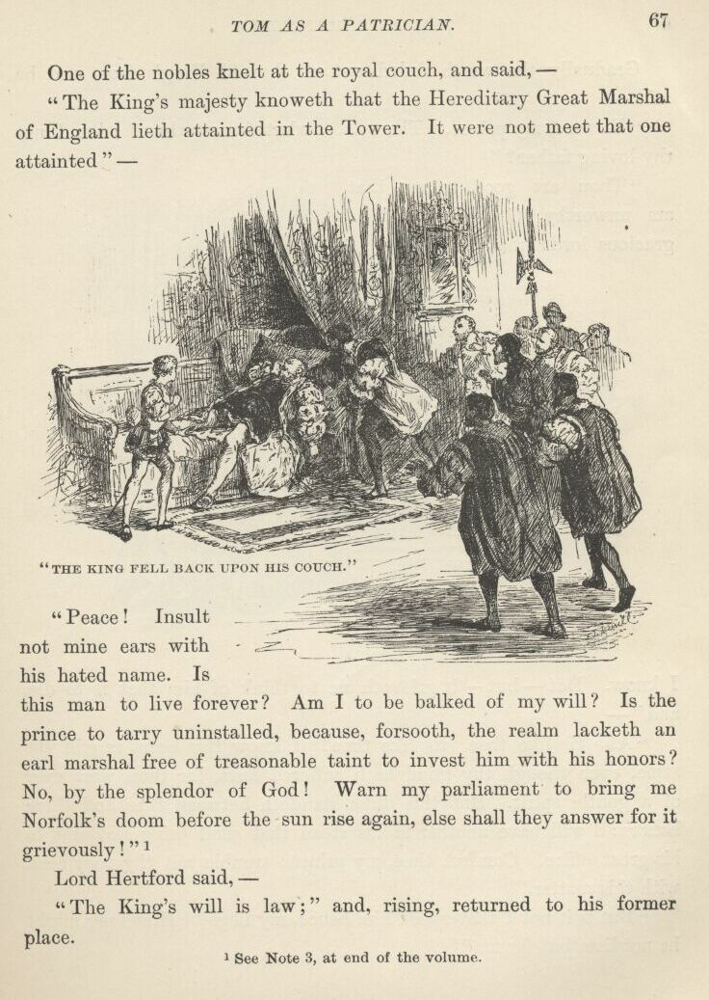 TOM AS A PATRICIAN.
67
One of the nobles knelt at the royal couch, and said, —
“The King's majesty knoweth that the Hereditary Great Marshal
of England lieth attainted in the Tower. It were not meet that one
attainted” —
“THE KING FELL BACK UPON HIS COUCH.”
“Peace! Insult
not mine ears with
his hated name. Is
this man to live forever? Am I to be balked of my will? Is the
prince to tarry uninstalled, because, forsooth, the realm lacketh an
earl marshal free of treasonable taint to invest him with his honors?
No, by the splendor of God! Warn my parliament to bring me
Norfolk's doom before the sun rise again, else shall they answer for it
grievously!” 1
Lord Hertford said, —
“The King's will is law;” and, rising, returned to his former
place.
1 See Note 3, at end of the volume.